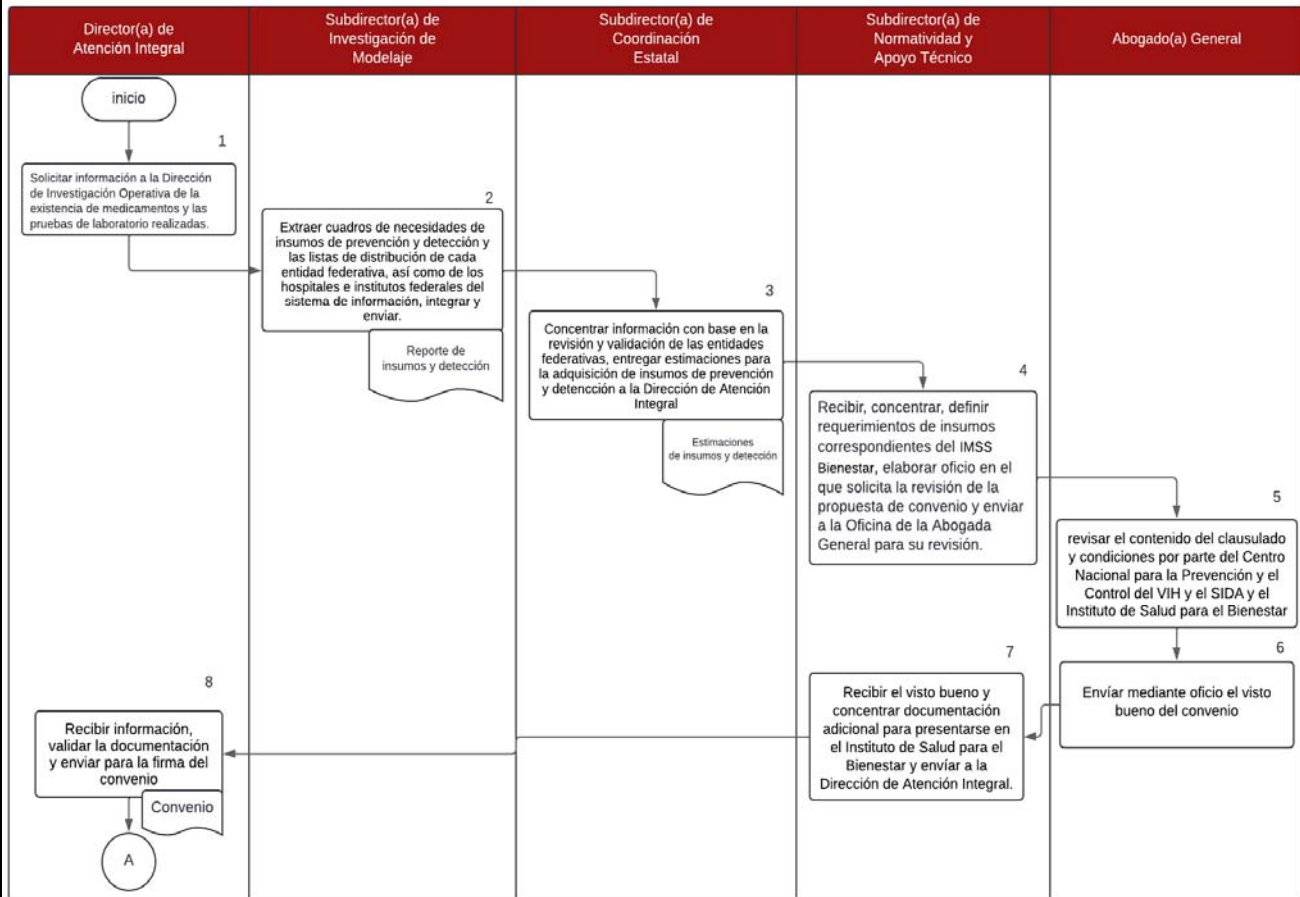 Director(a) de
Atención Integral
Subdirector(a) de
Investigación de
Modelaje
Subdirector(a) de
Coordinación
Estatal
Subdirector(a) de
Normatividad y
Apoyo Técnico
Abogado(a) General
inicio
1
Solicitar información a la Dirección
de Investigación Operativa de la
existencia de medicamentos y las
pruebas de laboratorio realizadas.
2
Extraer cuadros de necesidades de
insumos de prevención y detección y
las listas de distribución de cada
entidad federativa, así como de los
hospitales e institutos federales del
sistema de información, integrar y
enviar.
Reporte de
insumos y detección
3
Concentrar información con base en la
revisión y validación de las entidades
federativas, entregar estimaciones para
la adquisición de insumos de prevención
y detencción a la Dirección de Atención
Integral
Estimaciones
de insumos y detección
4
Recibir, concentrar, definir
requerimientos de insumos
correspondientes del IMSS
Bienestar, elaborar oficio en el
que solicita la revisión de la
propuesta de convenio y enviar
a la Oficina de la Abogada
General para su revisión.
5
revisar el contenido del clausulado
y condiciones por parte del Centro
Nacional para la Prevención y el
Control del VIH y el SIDA y el
Instituto de Salud para el Bienestar
6
Envíar mediante oficio el visto
bueno del convenio
7
Recibir el visto bueno y
concentrar documentación
adicional para presentarse en
el Instituto de Salud para el
Bienestar y envíar a la
Dirección de Atención Integral.
8
Recibir información,
validar la documentación
y enviar para la firma del
convenio
Convenio
A